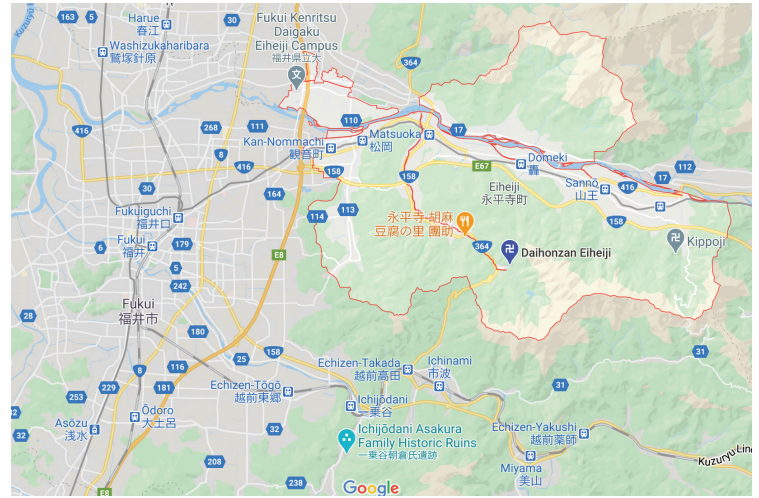 163
5
Harue
春江
30
Fukui Kenritsu
Daigaku
Eiheiji Campus
福井県立大
Washizukaharibara
鷲塚針原
364
416
268
111
110
Matsuoka
松岡
17
Kan-Nommachi
観音町
8
416
158
E67
Domeki
轟
112
17
30
164
158
Eiheiji
永平寺町
Sanno
山王
416
Fukuiguchi
福井口
114
113
永平寺 胡麻
豆腐の里 團助
158
6
Fukui
福井
179
364
Daihonzan Eiheiji
Kippoji
5
E8
242
28
Fukui
福井市
180
25
158
Echizen-Takada
越前高田
Ichinami
市波
31
8
116
229
181
Echizen-Tōgō
越前東郷
31
253
Ichijōdani
一乗谷
32
Asōzu
浅水
Ōdoro
大土呂
32
Ichijōdani Asakura
Family Historic Ruins
一乗谷朝倉氏遺跡
Echizen-Yakushi
越前薬師
208
Miyama
美山
Kuzuryu Line
E8
238
Google